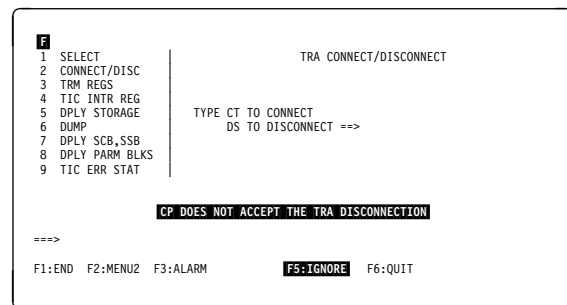 F
1 SELECT TRA CONNECT/DISCONNECT
2 CONNECT/DISC
3 TRM REGS
4 TIC INTR REG
5 DPLY STORAGE TYPE CT TO CONNECT
6 DUMP DS TO DISCONNECT ==>
7 DPLY SCB,SSB
8 DPLY PARM BLKS
9 TIC ERR STAT
CP DOES NOT ACCEPT THE TRA DISCONNECTION
===>
F1:END F2:MENU2 F3:ALARM F5:IGNORE F6:QUIT